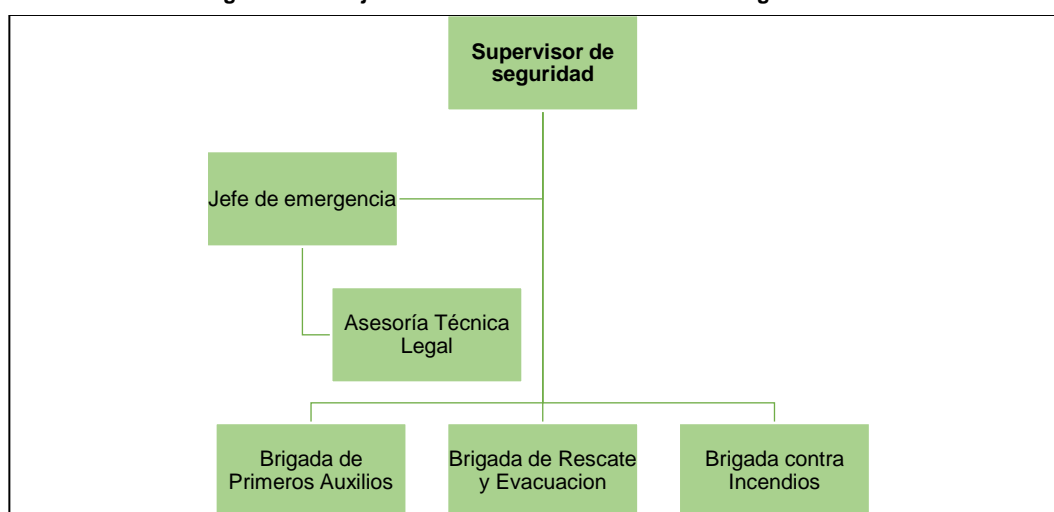 Supervisor de
seguridad
Jefe de emergencia
Asesoría Técnica
Legal
Brigada de
Primeros Auxilios
Brigada de Rescate
y Evacuacion
Brigada contra
Incendios